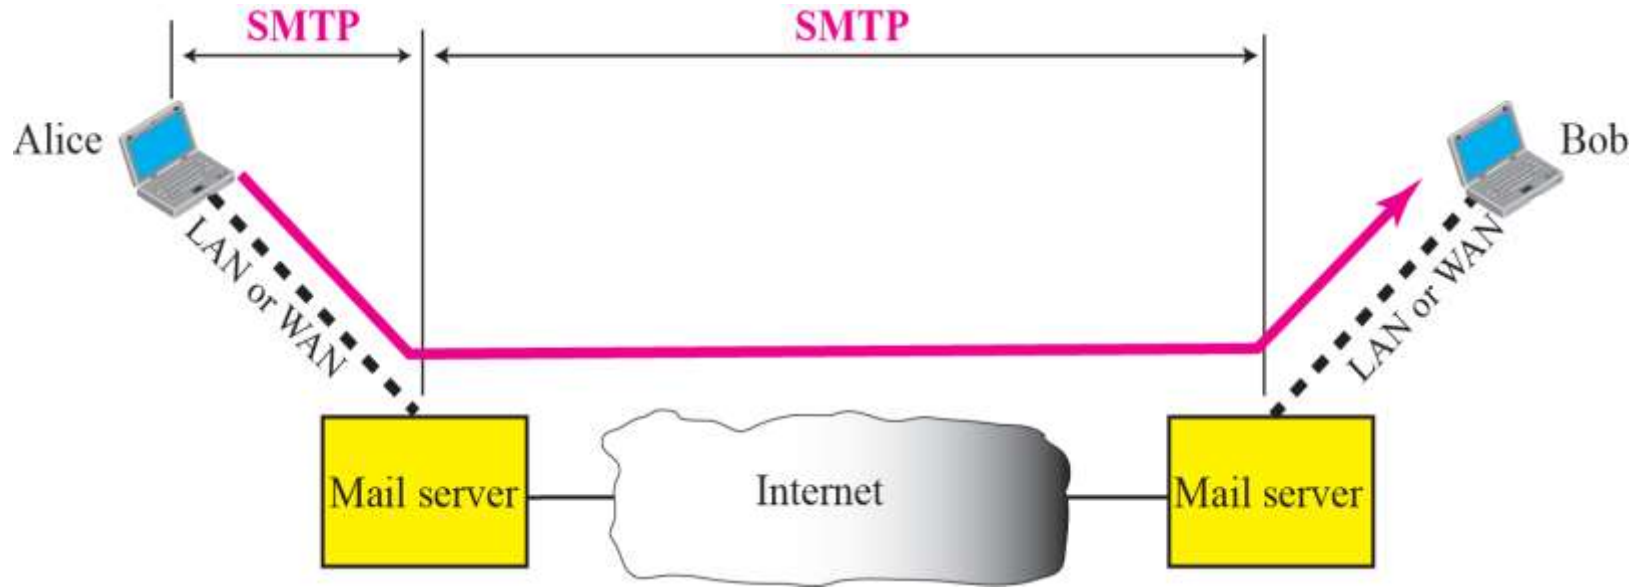 SMTP
SMTP
Alice
Bob
LAN or WAN
LAN or WAN
Mail server
Internet
Mail server